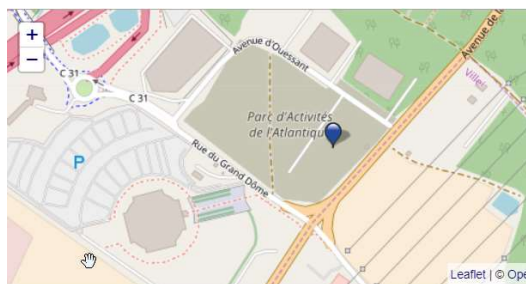 +
−
Avenue d'Ouessant
Avenue de l
C 31
C 31
Ville
Parc d'Activités
de l'Atlantique
Rue du Grand Dôme
P
Leaflet | © Ope